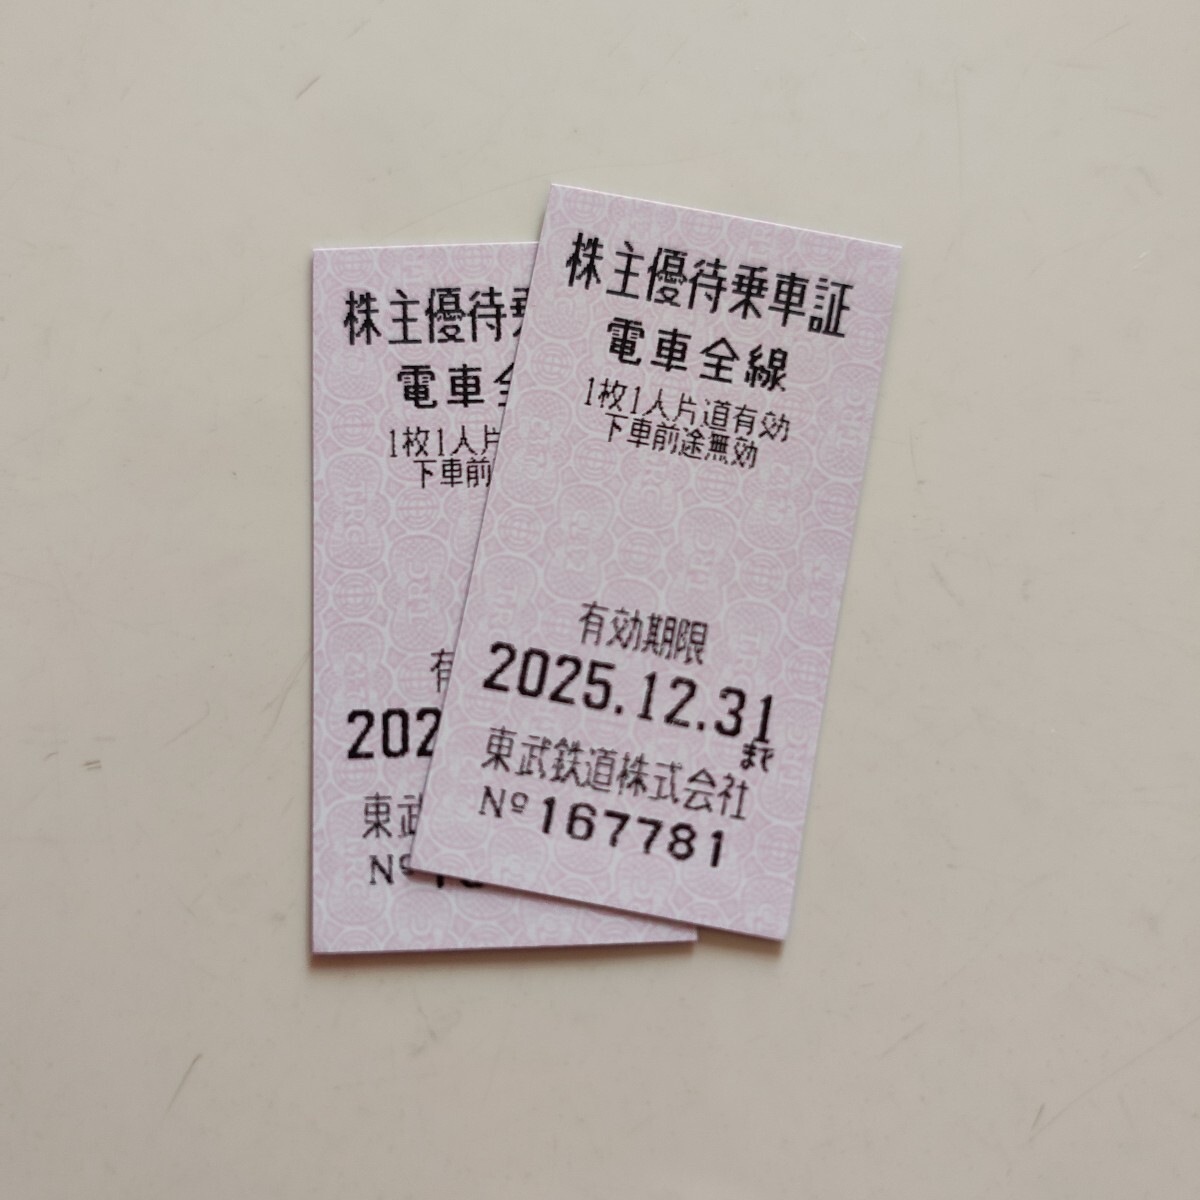 株主優待乗車証
電車全線
1枚1人片道有効
下車前途無効
有効期限
2025.12.31
まで
東武鉄道株式会社
Nº167781
株主優待
電車
1枚1人片
下車前
有
202
東武
Nº